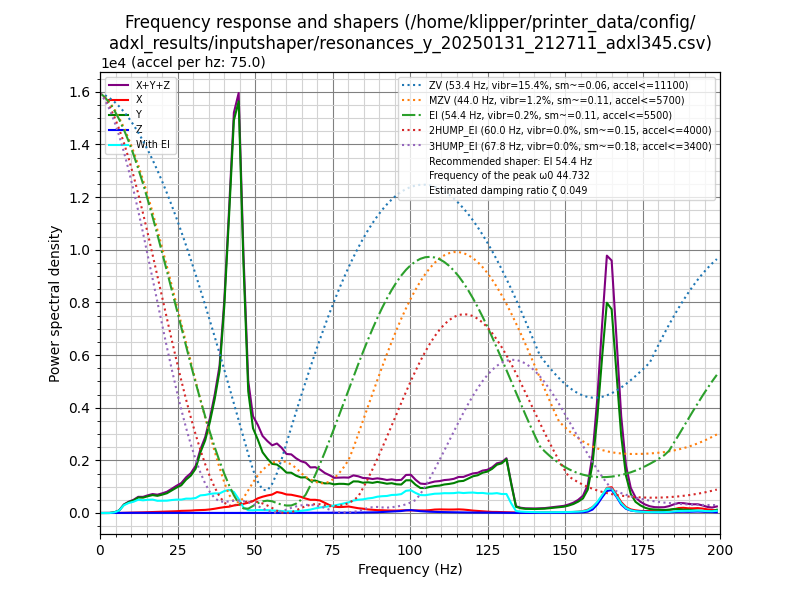 Frequency response and shapers (/home/klipper/printer_data/config/
adxl_results/inputshaper/resonances_y_20250131_212711_adxl345.csv)
1e4 (accel per hz: 75.0)
X+Y+Z
X
Y
Z
With EI
ZV (53.4 Hz, vibr=15.4%, sm~=0.06, accel<=11100)
MZV (44.0 Hz, vibr=1.2%, sm~=0.11, accel<=5700)
EI (54.4 Hz, vibr=0.2%, sm~=0.11, accel<=5500)
2HUMP_EI (60.0 Hz, vibr=0.0%, sm~=0.15, accel<=4000)
3HUMP_EI (67.8 Hz, vibr=0.0%, sm~=0.18, accel<=3400)
Recommended shaper: EI 54.4 Hz
Frequency of the peak ω0 44.732
Estimated damping ratio ζ 0.049
Power spectral density
1.6
1.4
1.2
1.0
0.8
0.6
0.4
0.2
0.0
0 25 50 75 100 125 150 175 200
Frequency (Hz)